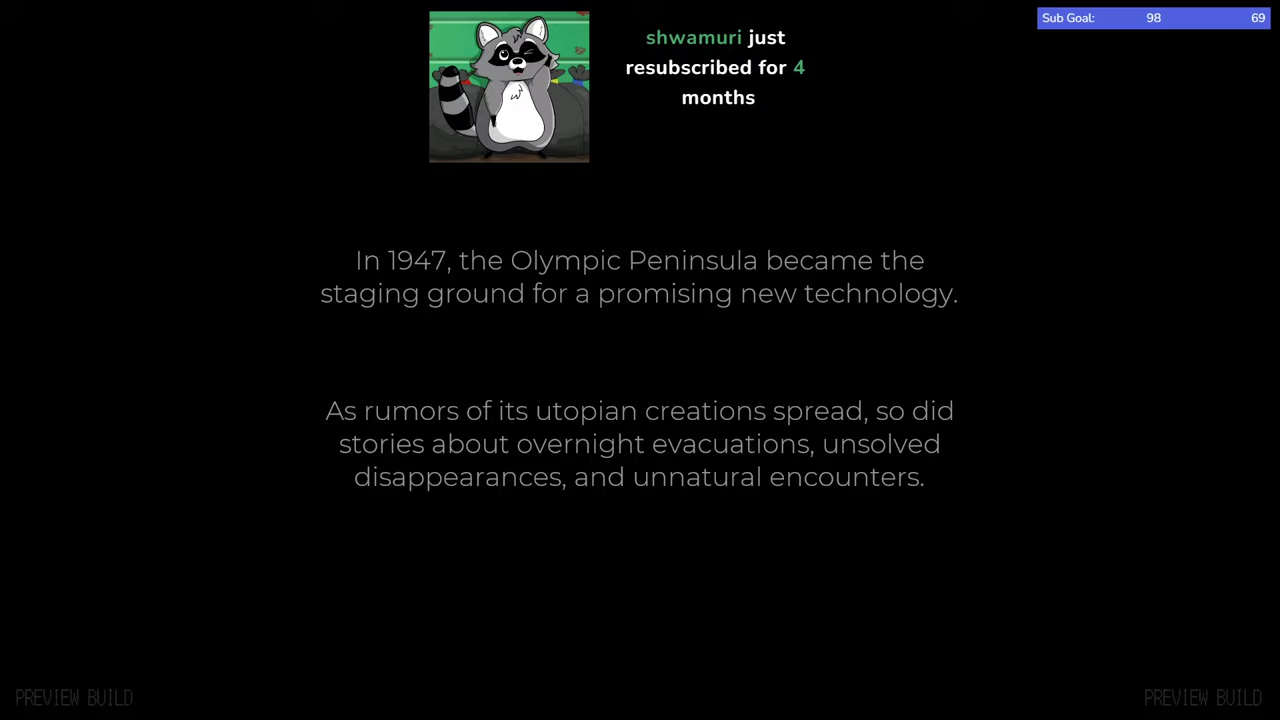 Sub Goal: 98 69
shwamuri just
resubscribed for 4
months
In 1947, the Olympic Peninsula became the
staging ground for a promising new technology.
As rumors of its utopian creations spread, so did
stories about overnight evacuations, unsolved
disappearances, and unnatural encounters.
PREVIEW BUILD
PREVIEW BUILD